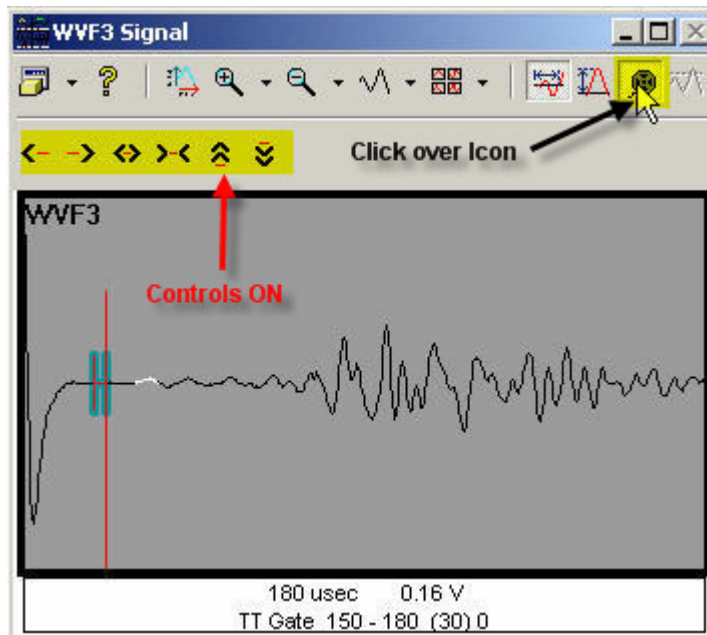 WVF3 Signal
Click over Icon
WVF3
Controls ON
180 usec 0.16 V
TT Gate 150 - 180 (30) 0